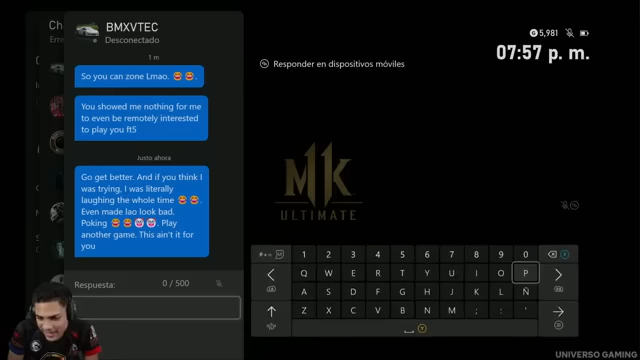 Ch
BMXVTEC
Desconectado
5,981
07:57 p. m.
1 m
So you can zone Lmao.
Responder en dispositivos móviles
You showed me nothing for me
to even be remotely interested
to play you ft5
Justo ahora
Go get better. And if you think I
was trying, I was literally
laughing the whole time
Even made lao look bad.
Poking . Play
another game. This ain't it for
you
MK
ULTIMATE
Respuesta: 0 / 500
1 2 3 4 5 6 7 8 9 0
Q W E R T Y U I O P
A S D F G H J K L Ñ
Z X C V B N M ; : '
UNIVERSO GAMING